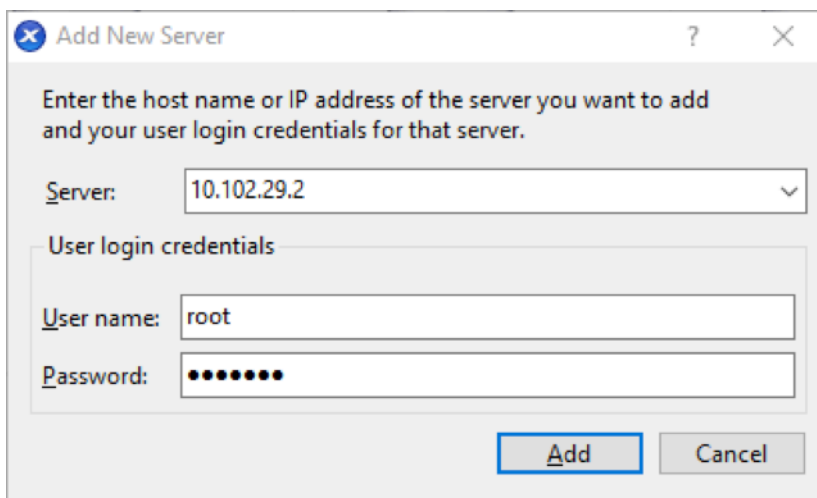 Add New Server
Enter the host name or IP address of the server you want to add
and your user login credentials for that server.
Server: 10.102.29.2
User login credentials
User name: root
Password: •••••••
Add Cancel